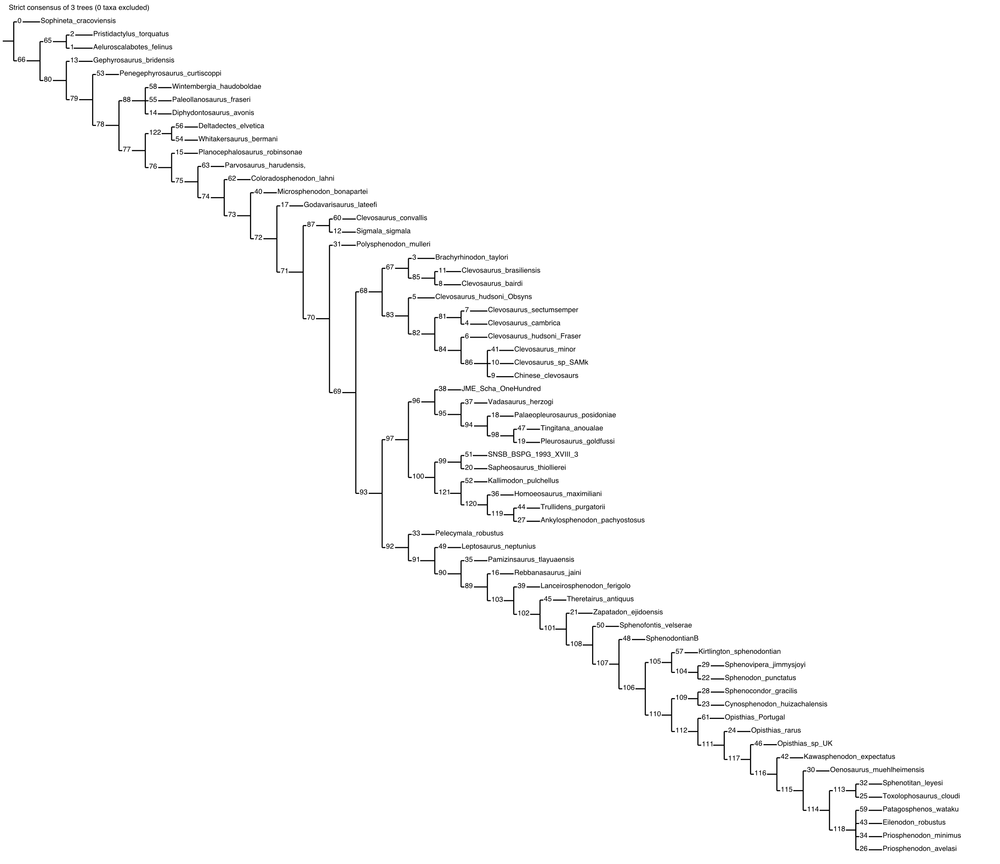 Strict consensus of 3 trees (0 taxa excluded)
0 Sophineta_cracoviensis
2 Pristidactylus_torquatus
65
1 Aeluroscalabotes_felinus
66
13 Gephyrosaurus_bridensis
53 Penegephyrosaurus_curtiscoppi
80
58 Wintembergia_haudoboldae
79
88 55 Paleollanosaurus_fraseri
14 Diphydontosaurus_avonis
78
56 Deltadectes_elvetica
122
54 Whitakersaurus_bermani
77
15 Planocephalosaurus_robinsonae
76
63 Parvosaurus_harudensis,
75
62 Coloradosphenodon_lahni
40 Microsphenodon_bonapartei
74
17 Godavarisaurus_lateefi
73
60 Clevosaurus_convallis
87
12 Sigmala_sigmala
72
31 Polysphenodon_mulleri
3 Brachyrhinodon_taylori
67
71
11 Clevosaurus_brasiliensis
85
8 Clevosaurus_bairdi
68
5 Clevosaurus_hudsoni_Obsyns
7 Clevosaurus_sectumsemper
83
81
70
4 Clevosaurus_cambrica
82
6 Clevosaurus_hudsoni_Fraser
84
41 Clevosaurus_minor
86 10 Clevosaurus_sp_SAMk
9 Chinese_clevosaurs
38 JME_Scha_OneHundred
69
96
37 Vadasaurus_herzogi
95
18 Palaeopleurosaurus_posidoniae
94
47 Tingitana_anoualae
98
97
19 Pleurosaurus_goldfussi
51 SNSB_BSPG_1993_XVIII_3
99
20 Sapheosaurus_thiollierei
100
52 Kallimodon_pulchellus
93
121
36 Homoeosaurus_maximiliani
120
44 Trullidens_purgatorii
119
27 Ankylosphenodon_pachyostosus
33 Pelecymala_robustus
92
49 Leptosaurus_neptunius
91
35 Pamizinsaurus_tlayuaensis
90
16 Rebbanasaurus_jaini
89
39 Lanceirosphenodon_ferigolo
103
45 Theretairus_antiquus
102
21 Zapatadon_ejidoensis
50 Sphenofontis_velserae
101
48 SphenodontianB
108
57 Kirtlington_sphenodontian
105
107
29 Sphenovipera_jimmysjoyi
104
22 Sphenodon_punctatus
106
28 Sphenocondor_gracilis
109
23 Cynosphenodon_huizachalensis
110
61 Opisthias_Portugal
112
24 Opisthias_rarus
111
46 Opisthias_sp_UK
117
42 Kawasphenodon_expectatus
30 Oenosaurus_muehlheimensis
116
32 Sphenotitan_leyesi
115
113
25 Toxolophosaurus_cloudi
114
59 Patagosphenos_wataku
43 Eilenodon_robustus
118
34 Priosphenodon_minimus
26 Priosphenodon_avelasi